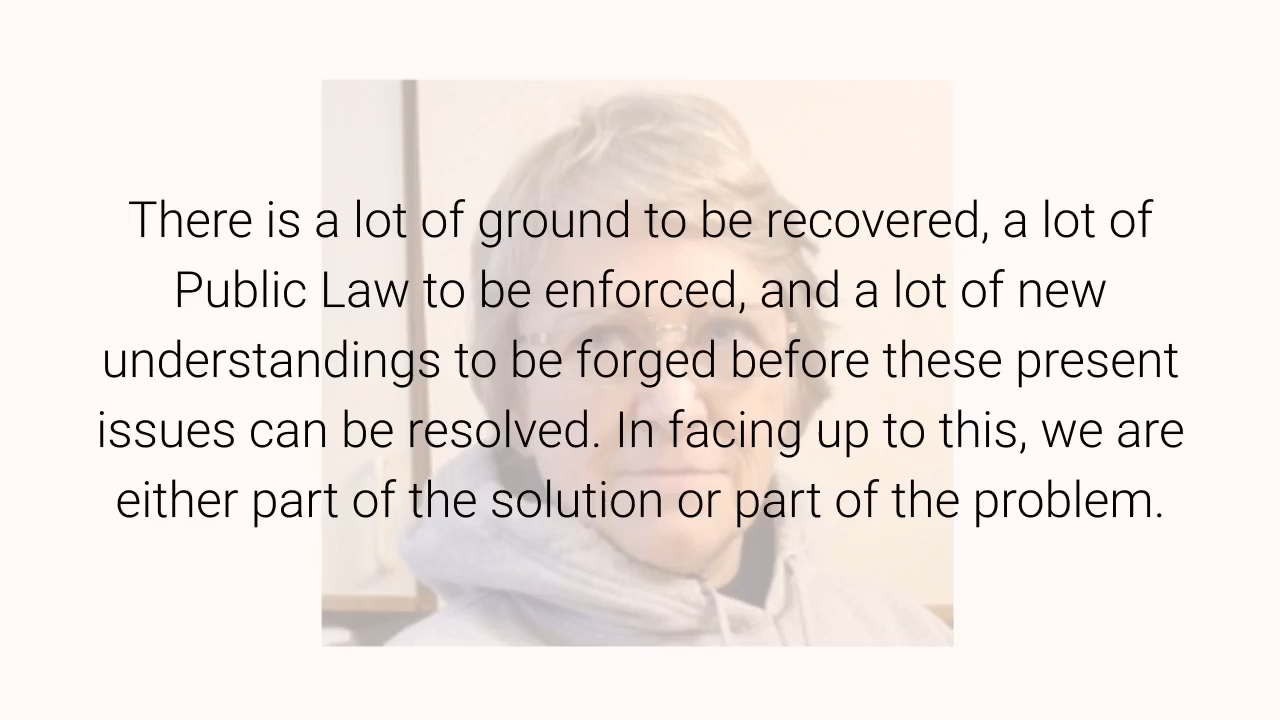 There is a lot of ground to be recovered, a lot of
Public Law to be enforced, and a lot of new
understandings to be forged before these present
issues can be resolved. In facing up to this, we are
either part of the solution or part of the problem.